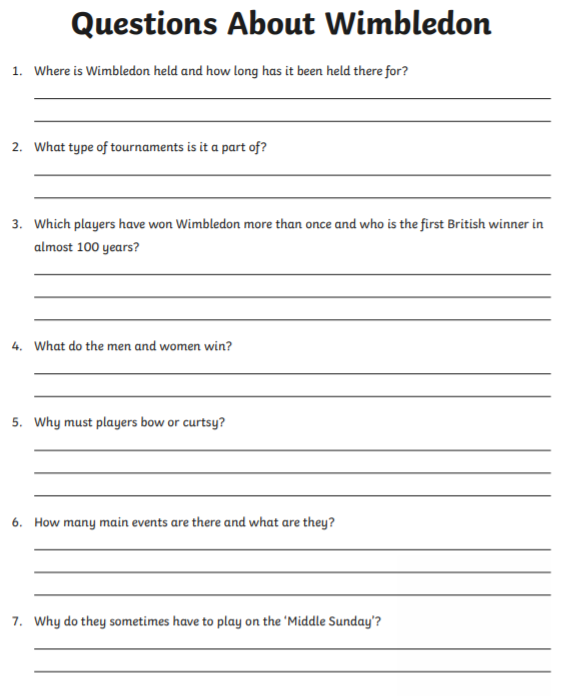 Questions About Wimbledon
1. Where is Wimbledon held and how long has it been held there for?
2. What type of tournaments is it a part of?
3. Which players have won Wimbledon more than once and who is the first British winner in
almost 100 years?
4. What do the men and women win?
5. Why must players bow or curtsy?
6. How many main events are there and what are they?
7. Why do they sometimes have to play on the ‘Middle Sunday’?